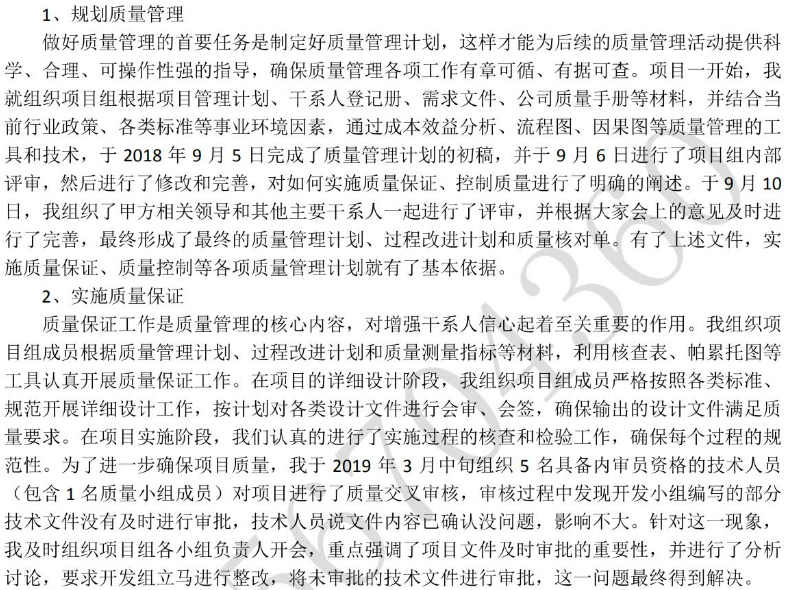 1、规划质量管理
做好质量管理的首要任务是制定好质量管理计划，这样才能为后续的质量管理活动提供科
学、合理、可操作性强的指导，确保质量管理各项工作有章可循、有据可查。项目一开始，我
就组织项目组根据项目管理计划、干系人登记册、需求文件、公司质量手册等材料，并结合当
前行业政策、各类标准等事业环境因素，通过成本效益分析、流程图、因果图等质量管理的工
具和技术，于 2018 年 9 月 5 日完成了质量管理计划的初稿，并于 9 月 6 日进行了项目组内部
评审，然后进行了修改和完善，对如何实施质量保证、控制质量进行了明确的阐述。于 9 月 10
日，我组织了甲方相关领导和其他主要干系人一起进行了评审，并根据大家会上的意见及时进
行了完善，最终形成了最终的质量管理计划、过程改进计划和质量核对单。有了上述文件，实
施质量保证、质量控制等各项质量管理计划就有了基本依据。
2、实施质量保证
质量保证工作是质量管理的核心内容，对增强干系人信心起着至关重要的作用。我组织项
目组成员根据质量管理计划、过程改进计划和质量测量指标等材料，利用核查表、帕累托图等
工具认真开展质量保证工作。在项目的详细设计阶段，我组织项目组成员严格按照各类标准、
规范开展详细设计工作，按计划对各类设计文件进行会审、会签，确保输出的设计文件满足质
量要求。在项目实施阶段，我们认真的进行了实施过程的核查和检验工作，确保每个过程的规
范性。为了进一步确保项目质量，我于 2019 年 3 月中旬组织 5 名具备内审员资格的技术人员
（包含 1 名质量小组成员）对项目进行了质量交叉审核，审核过程中发现开发小组编写的部分
技术文件没有及时进行审批，技术人员说文件内容已确认没问题，影响不大。针对这一现象，
我及时组织项目组各小组负责人开会，重点强调了项目文件及时审批的重要性，并进行了分析
讨论，要求开发组立马进行整改，将未审批的技术文件进行审批，这一问题最终得到解决。
56704360